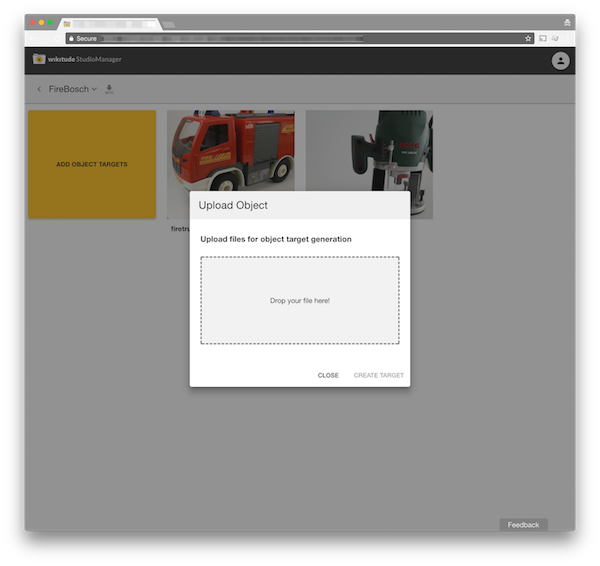 Secure
StudioManager
FireBosch
WTC
ADD OBJECT TARGETS
firetru
Upload Object
Upload files for object target generation
Drop your file here!
CLOSE
CREATE TARGET
Feedback